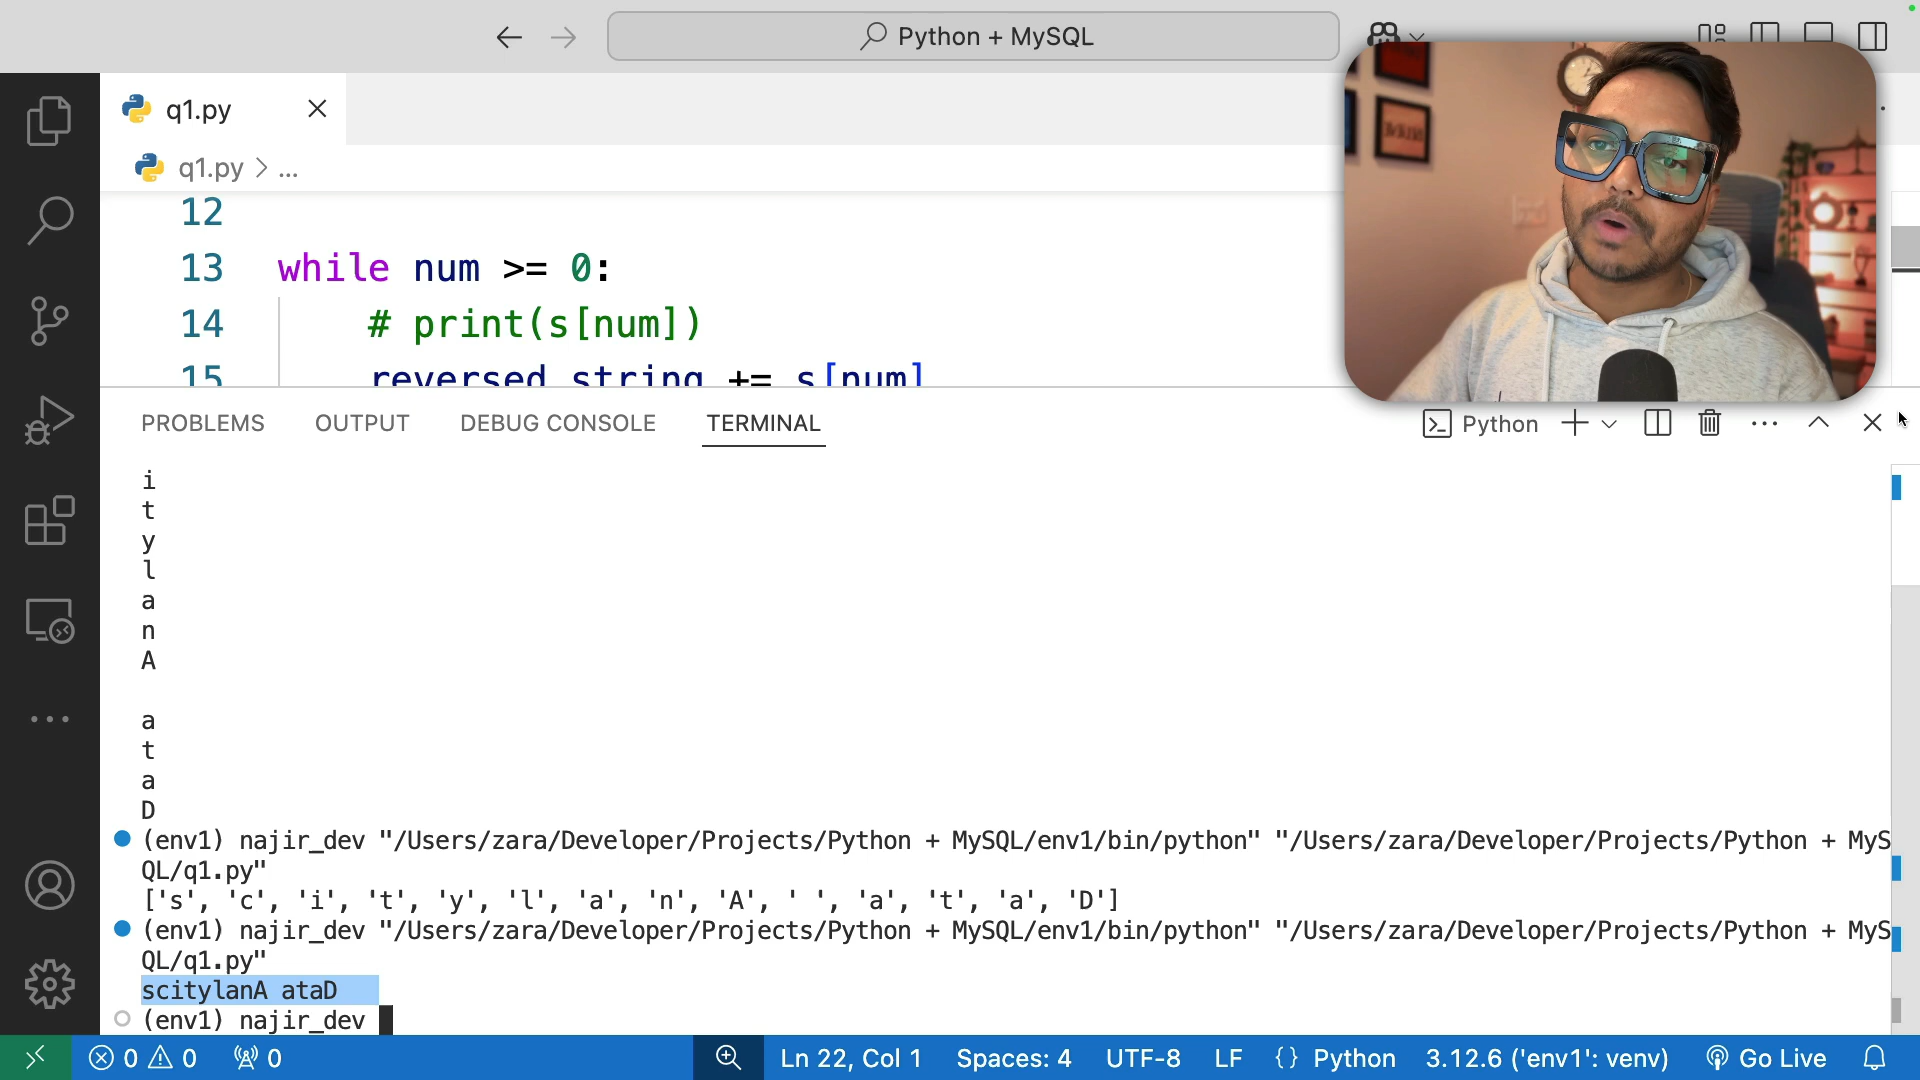 Python + MySQL
q1.py
q1.py > ...
12
13 while num >= 0:
14 # print(s[num])
15 reversed_string += s[num]
PROBLEMS OUTPUT DEBUG CONSOLE TERMINAL
Python
i
t
y
l
a
n
A
a
t
a
D
(env1) najir_dev "/Users/zara/Developer/Projects/Python + MySQL/env1/bin/python" "/Users/zara/Developer/Projects/Python + MyS
QL/q1.py"
['s', 'c', 'i', 't', 'y', 'l', 'a', 'n', 'A', ' ', 'a', 't', 'a', 'D']
(env1) najir_dev "/Users/zara/Developer/Projects/Python + MySQL/env1/bin/python" "/Users/zara/Developer/Projects/Python + MyS
QL/q1.py"
scitylanA ataD
(env1) najir_dev
0 0 0 Ln 22, Col 1 Spaces: 4 UTF-8 LF {} Python 3.12.6 ('env1': venv) Go Live